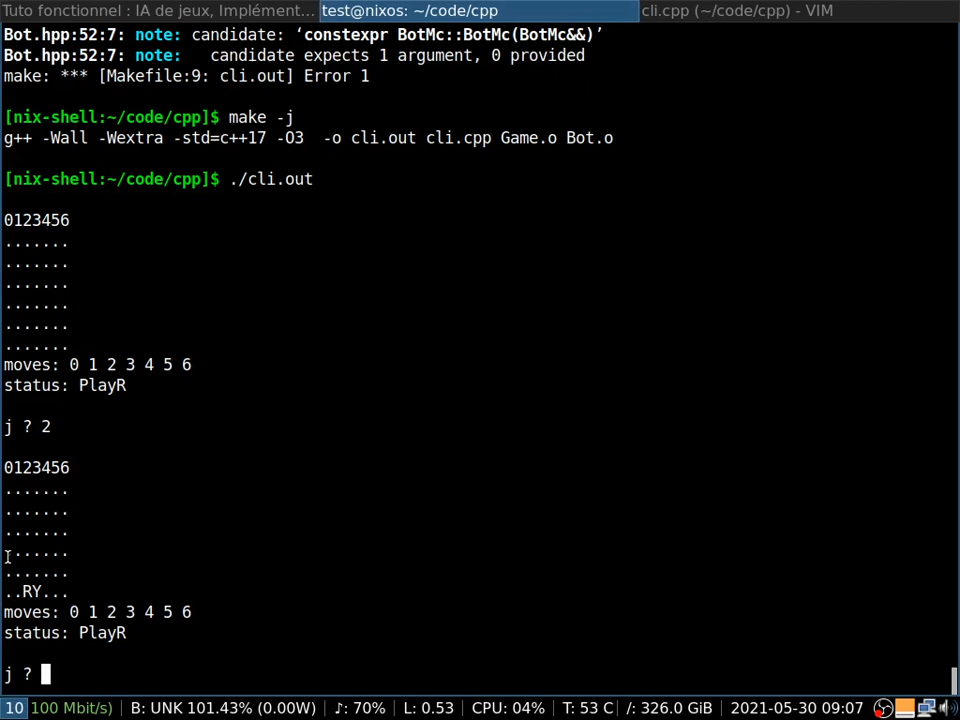 Tuto fonctionnel : IA de jeux, Implément... test@nixos: ~/code/cpp cli.cpp (~/code/cpp) - VIM
Bot.hpp:52:7: note: candidate: ‘constexpr BotMc::BotMc(BotMc&&)’
Bot.hpp:52:7: note:   candidate expects 1 argument, 0 provided
make: *** [Makefile:9: cli.out] Error 1
[nix-shell:~/code/cpp]$ make -j
g++ -Wall -Wextra -std=c++17 -O3  -o cli.out cli.cpp Game.o Bot.o
[nix-shell:~/code/cpp]$ ./cli.out
0123456
.......
.......
.......
.......
.......
.......
moves: 0 1 2 3 4 5 6
status: PlayR
j ? 2
0123456
.......
.......
.......
.......
.......
..RY...
moves: 0 1 2 3 4 5 6
status: PlayR
j ?
10 100 Mbit/s) B: UNK 101.43% (0.00W) ♪: 70% L: 0.53 CPU: 04% T: 53 C /: 326.0 GiB 2021-05-30 09:07